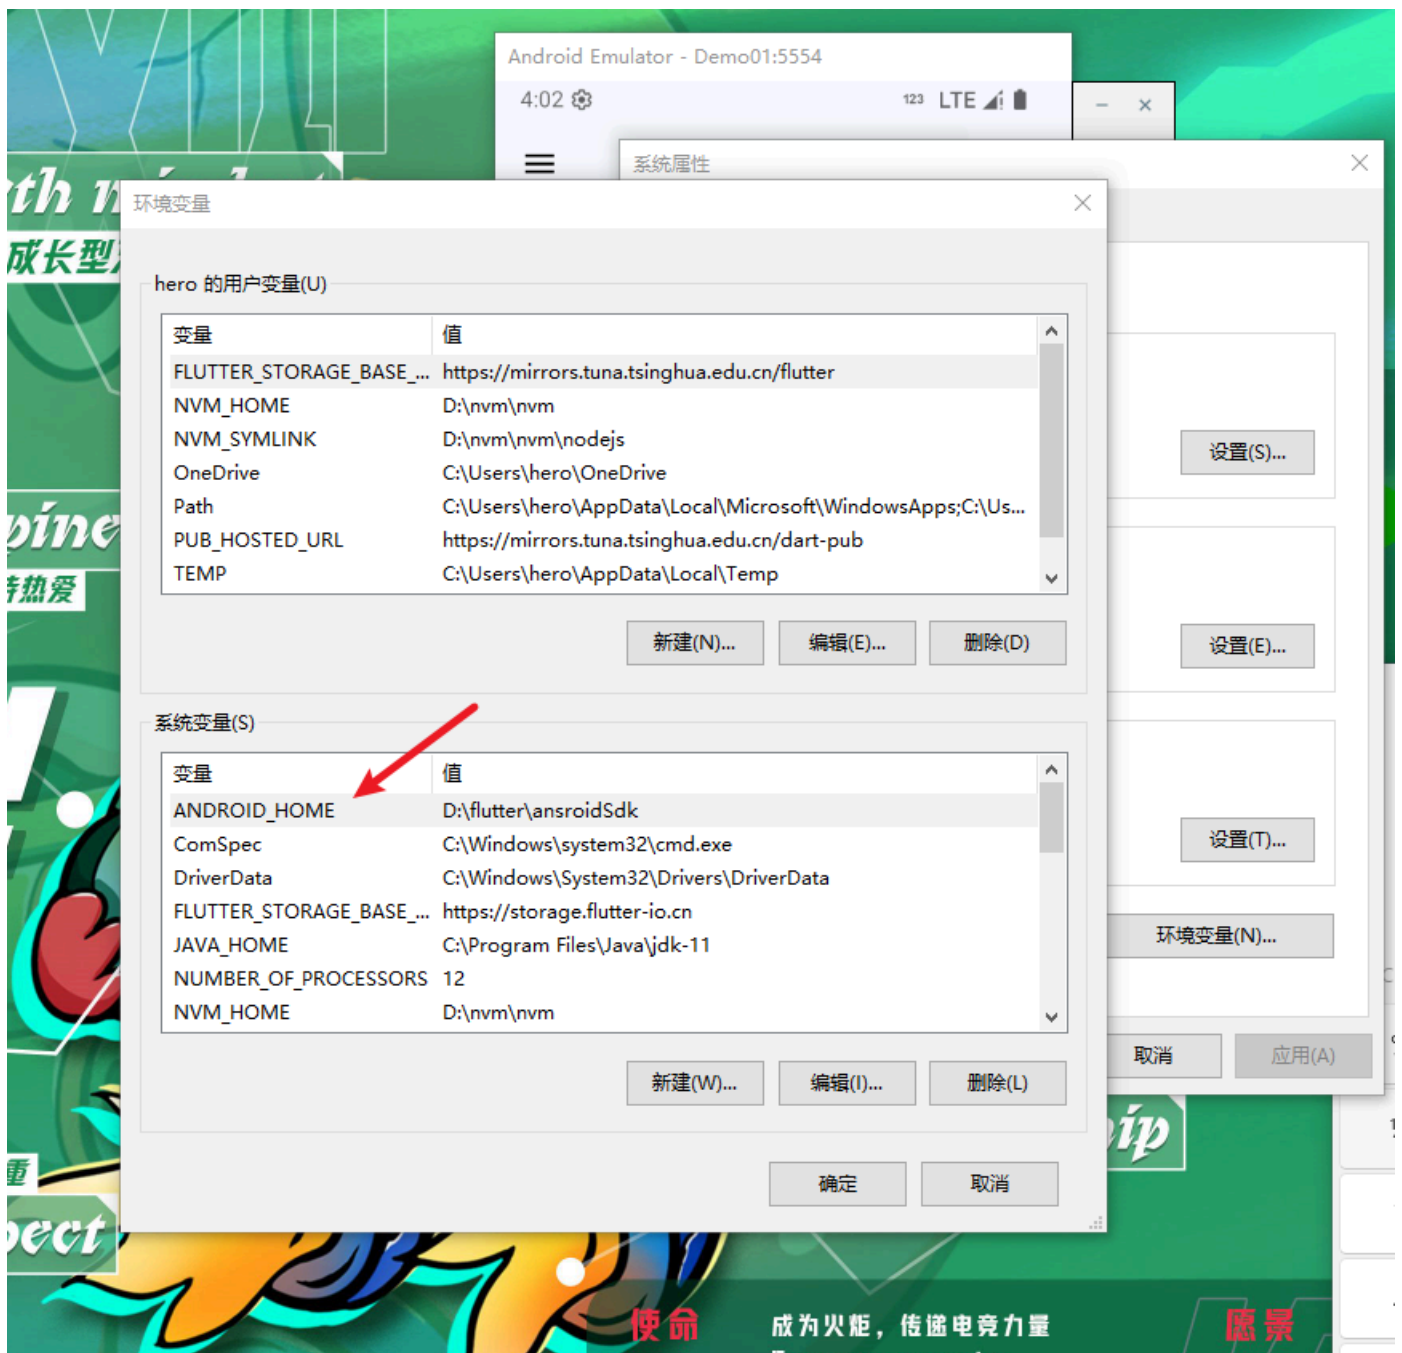 Android Emulator - Demo01:5554
4:02
123 LTE
系统属性
th
环境变量
成长型
hero 的用户变量(U)
变量 值
FLUTTER_STORAGE_BASE_... https://mirrors.tuna.tsinghua.edu.cn/flutter
NVM_HOME D:\nvm\nvm
NVM_SYMLINK D:\nvm\nvm\nodejs
设置(S)...
OneDrive C:\Users\hero\OneDrive
Path C:\Users\hero\AppData\Local\Microsoft\WindowsApps;C:\Us...
PUB_HOSTED_URL https://mirrors.tuna.tsinghua.edu.cn/dart-pub
TEMP C:\Users\hero\AppData\Local\Temp
热爱
新建(N)... 编辑(E)... 删除(D)
设置(E)...
系统变量(S)
变量 值
ANDROID_HOME D:\flutter\ansroidSdk
ComSpec C:\Windows\system32\cmd.exe
设置(T)...
DriverData C:\Windows\System32\Drivers\DriverData
FLUTTER_STORAGE_BASE_... https://storage.flutter-io.cn
JAVA_HOME C:\Program Files\Java\jdk-11
环境变量(N)...
NUMBER_OF_PROCESSORS 12
NVM_HOME D:\nvm\nvm
取消 应用(A)
新建(W)... 编辑(I)... 删除(L)
ip
重
确定 取消
pect
使命 成为火炬，传递电竞力量 愿景